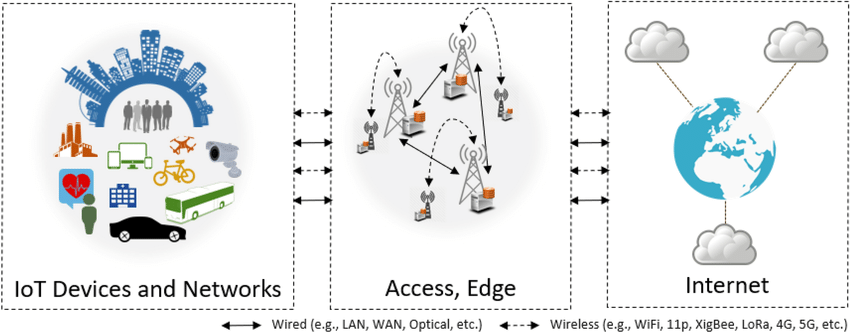 IoT Devices and Networks
Access, Edge
Internet
Wired (e.g., LAN, WAN, Optical, etc.)
Wireless (e.g., WiFi, 11p, XigBee, LoRa, 4G, 5G, etc.)